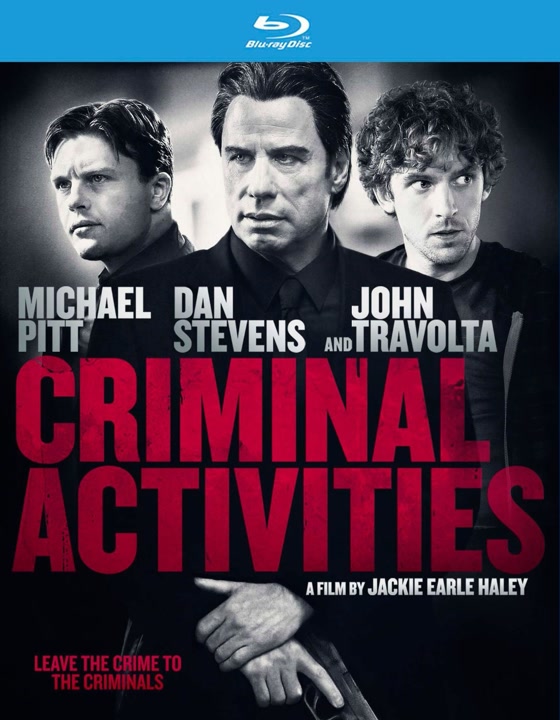 Blu-ray Disc™
MICHAEL PITT
DAN STEVENS
AND JOHN TRAVOLTA
CRIMINAL
ACTIVITIES
A FILM BY JACKIE EARLE HALEY
LEAVE THE CRIME TO
THE CRIMINALS